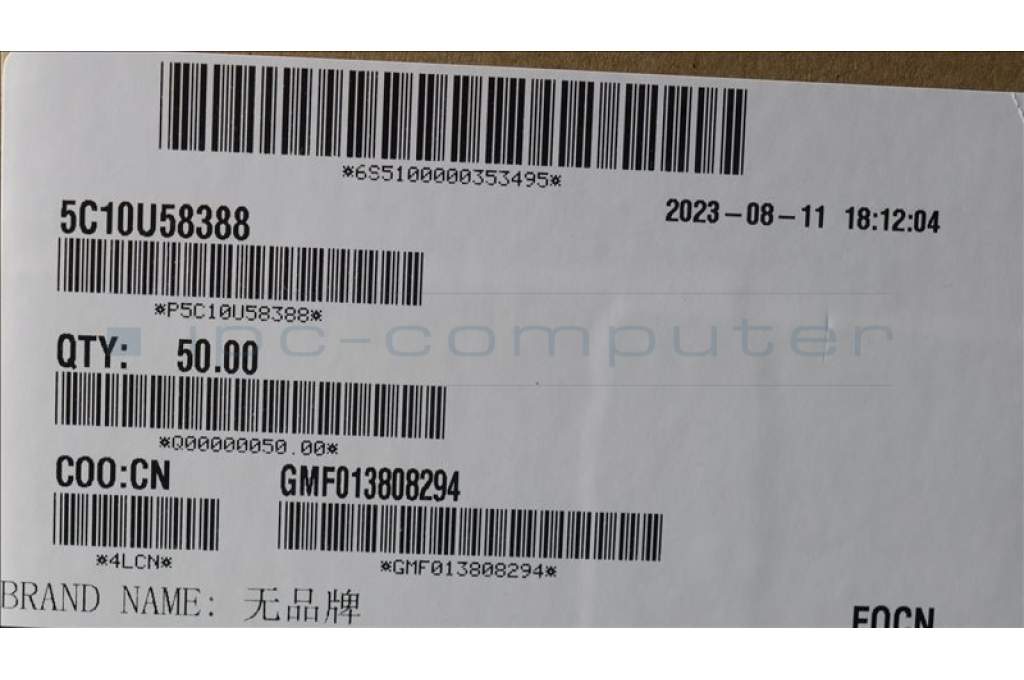 *6S5100000353495*
5C10U58388
2023-08-11 18:12:04
*P5C10U58388*
ipc-computer
QTY: 50.00
*Q00000050.00*
COO:CN
GMF013808294
*4LCN*
*GMF013808294*
BRAND NAME: 无品牌